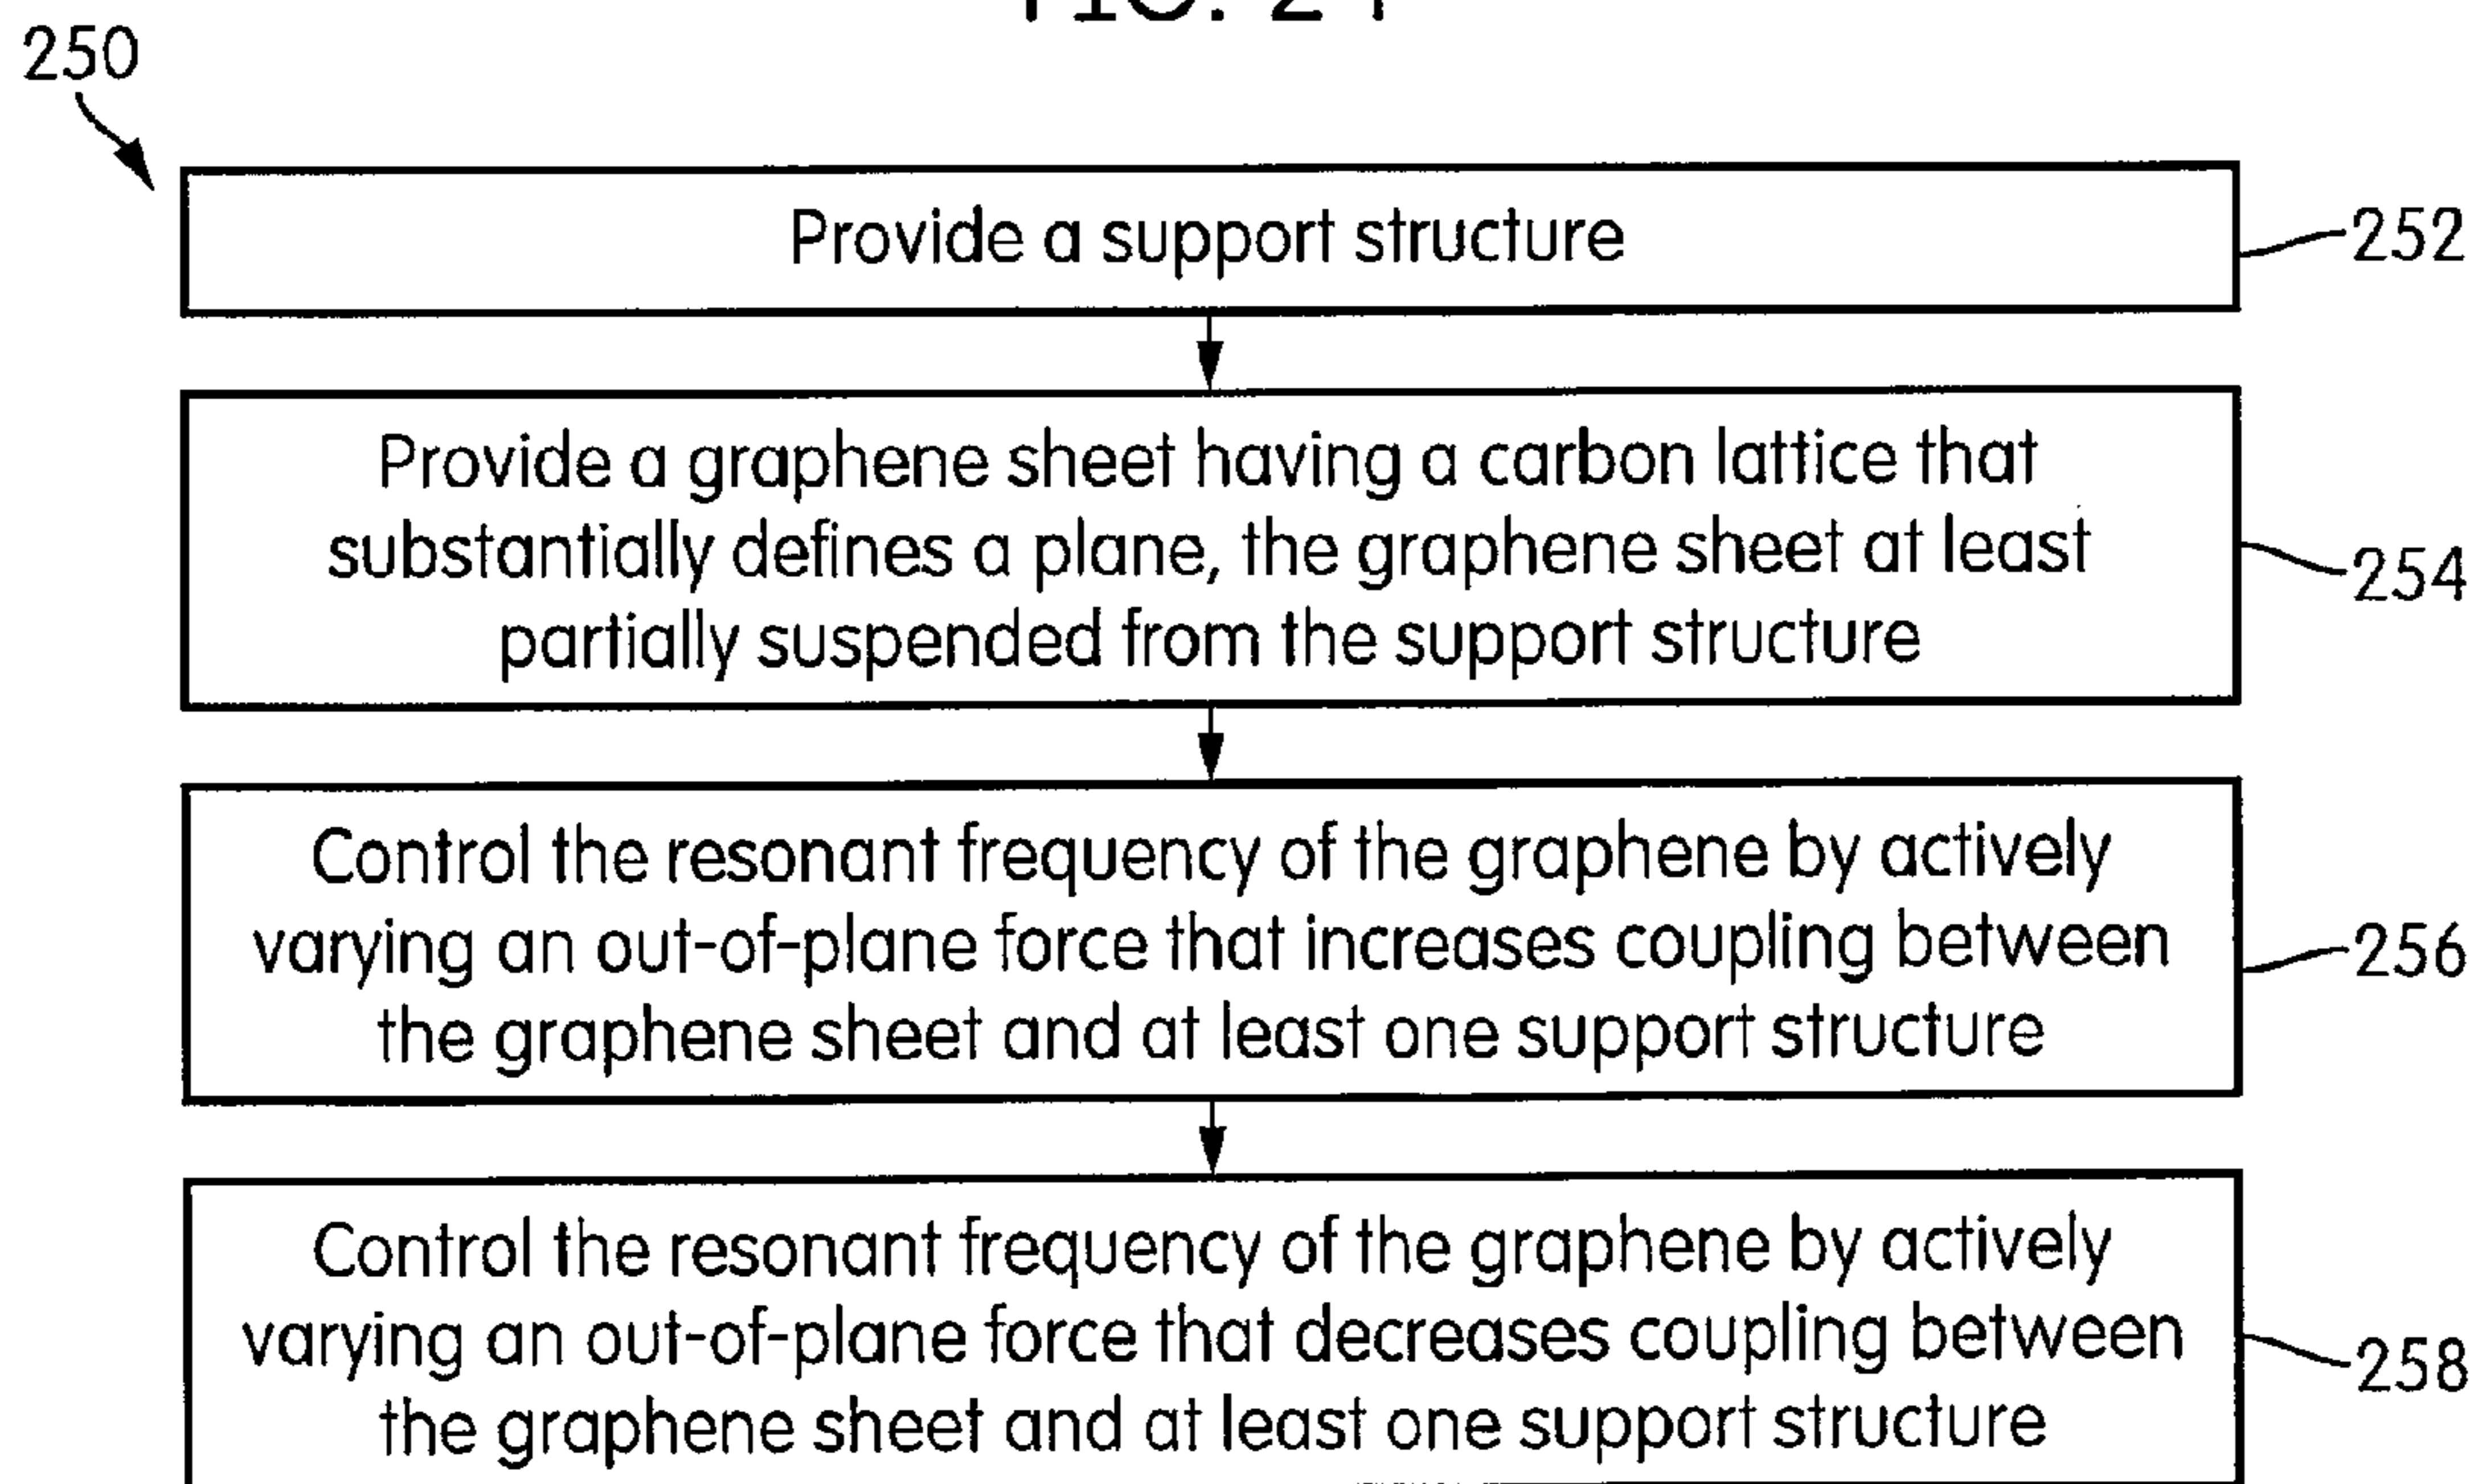 FIG. 24
250
Provide a support structure
252
Provide a graphene sheet having a carbon lattice that
substantially defines a plane, the graphene sheet at least
partially suspended from the support structure
254
Control the resonant frequency of the graphene by actively
varying an out-of-plane force that increases coupling between
the graphene sheet and at least one support structure
256
Control the resonant frequency of the graphene by actively
varying an out-of-plane force that decreases coupling between
the graphene sheet and at least one support structure
258